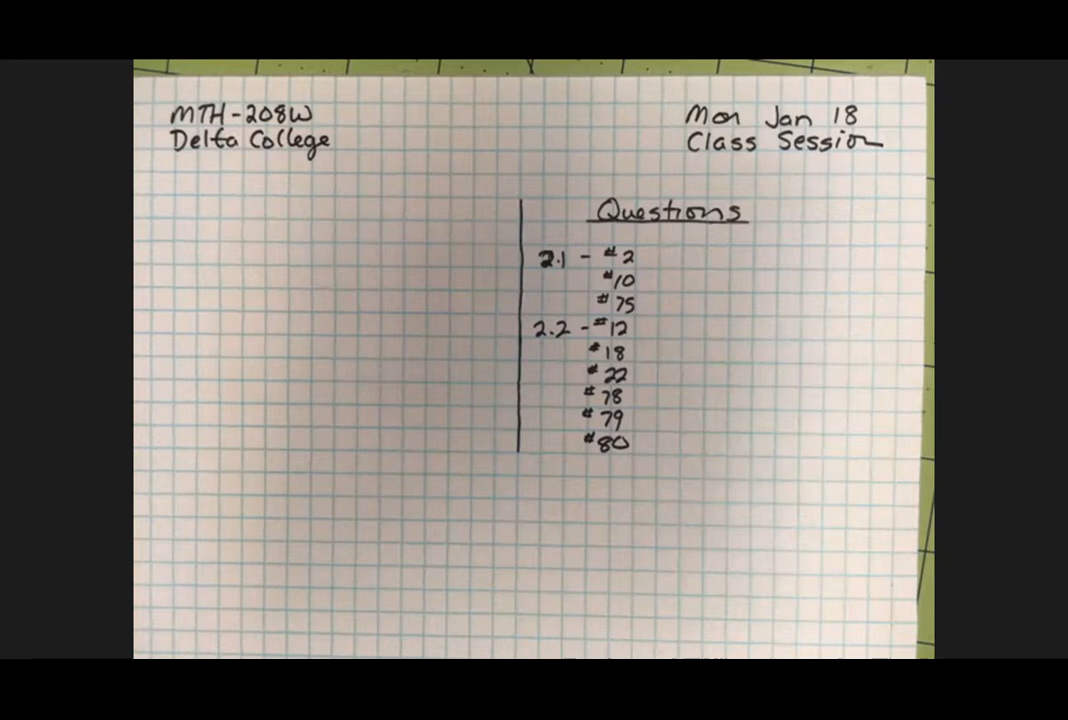 MTH-208W
Delta College
Mon Jan 18
Class Session
Questions
2.1 - #2
#10
#75
2.2 - #12
#18
#22
#78
#79
#80